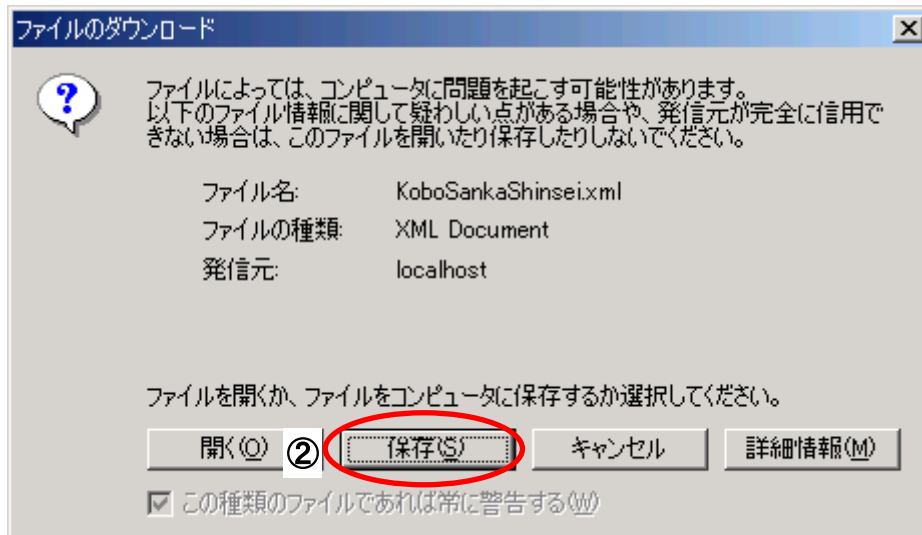 ファイルのダウンロード
ファイルによっては、コンピュータに問題を起こす可能性があります。
以下のファイル情報に関して疑わしい点がある場合や、発信元が完全に信用で
きない場合は、このファイルを開いたり保存したりしないでください。
ファイル名: KoboSankaShinsei.xml
ファイルの種類: XML Document
発信元: localhost
ファイルを開くか、ファイルをコンピュータに保存するか選択してください。
開く(O) ② 保存(S) キャンセル 詳細情報(M)
この種類のファイルであれば常に警告する(W)